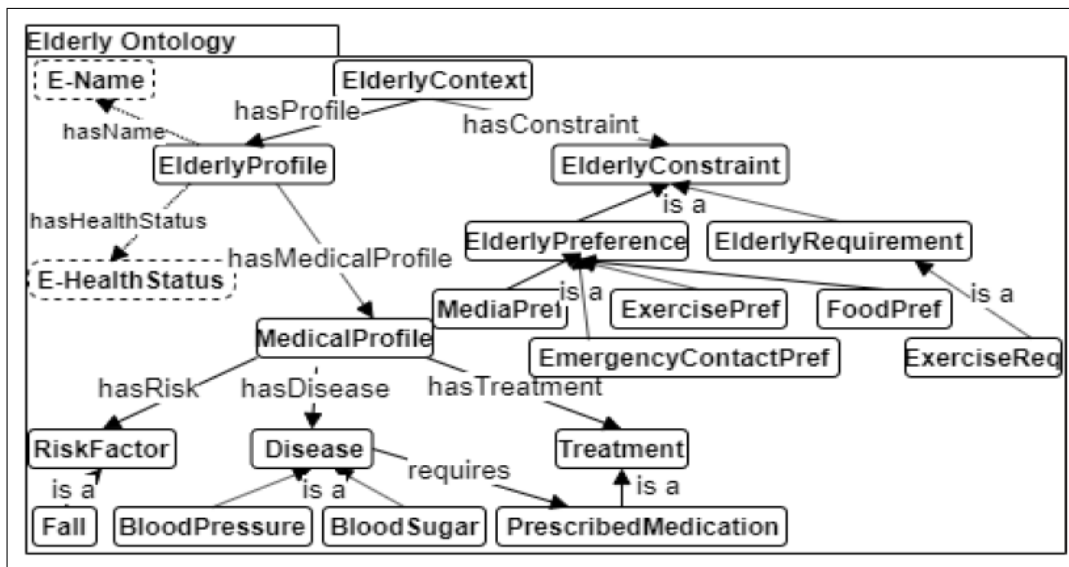 Elderly Ontology
E-Name
ElderlyContext
hasProfile
hasConstraint
hasName
ElderlyProfile
ElderlyConstraint
is a
hasHealthStatus
ElderlyPreference
ElderlyRequirement
hasMedicalProfile
E-HealthStatus
is a
is a
MediaPref
ExercisePref
FoodPref
MedicalProfile
EmergencyContactPref
ExerciseReq
hasRisk
hasDisease
hasTreatment
RiskFactor
Disease
Treatment
requires
is a
is a
is a
Fall
BloodPressure
BloodSugar
PrescribedMedication